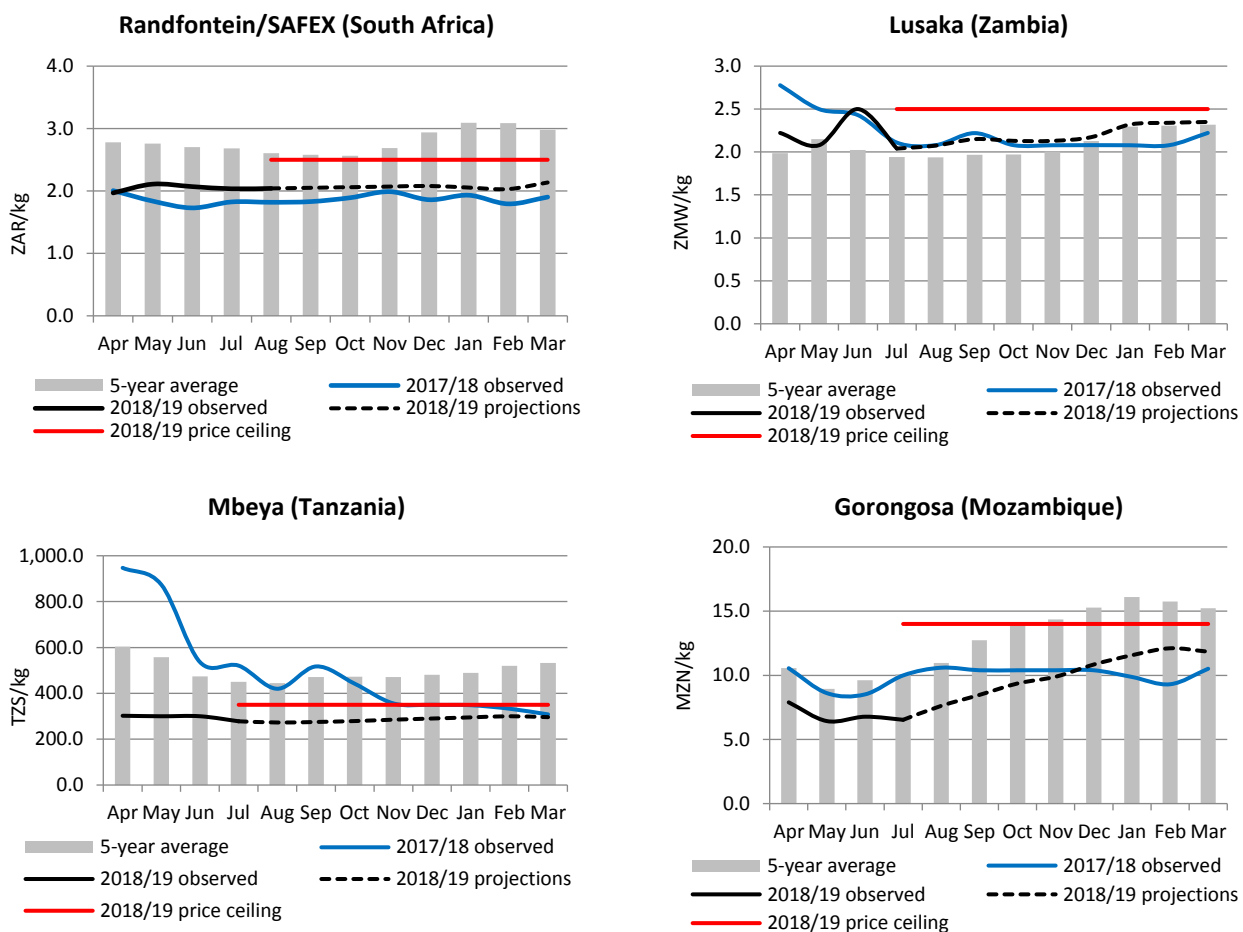 Randfontein/SAFEX (South Africa)
4.0
3.0
2.0
1.0
0.0
ZAR/kg
Apr May Jun Jul Aug Sep Oct Nov Dec Jan Feb Mar
5-year average
2017/18 observed
2018/19 observed
2018/19 projections
2018/19 price ceiling
Lusaka (Zambia)
3.0
2.5
2.0
1.5
1.0
0.5
0.0
ZMW/kg
Apr May Jun Jul Aug Sep Oct Nov Dec Jan Feb Mar
5-year average
2017/18 observed
2018/19 observed
2018/19 projections
2018/19 price ceiling
Mbeya (Tanzania)
1,000.0
800.0
600.0
400.0
200.0
0.0
TZS/kg
Apr May Jun Jul Aug Sep Oct Nov Dec Jan Feb Mar
5-year average
2017/18 observed
2018/19 observed
2018/19 projections
2018/19 price ceiling
Gorongosa (Mozambique)
20.0
15.0
10.0
5.0
0.0
MZN/kg
Apr May Jun Jul Aug Sep Oct Nov Dec Jan Feb Mar
5-year average
2017/18 observed
2018/19 observed
2018/19 projections
2018/19 price ceiling